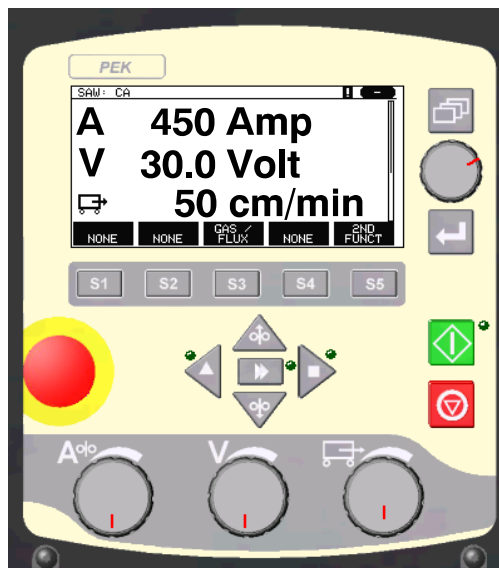 PEK
SAW: CA
A 450 Amp
V 30.0 Volt
50 cm/min
NONE NONE GAS / FLUX NONE 2ND FUNCT
S1 S2 S3 S4 S5
A V